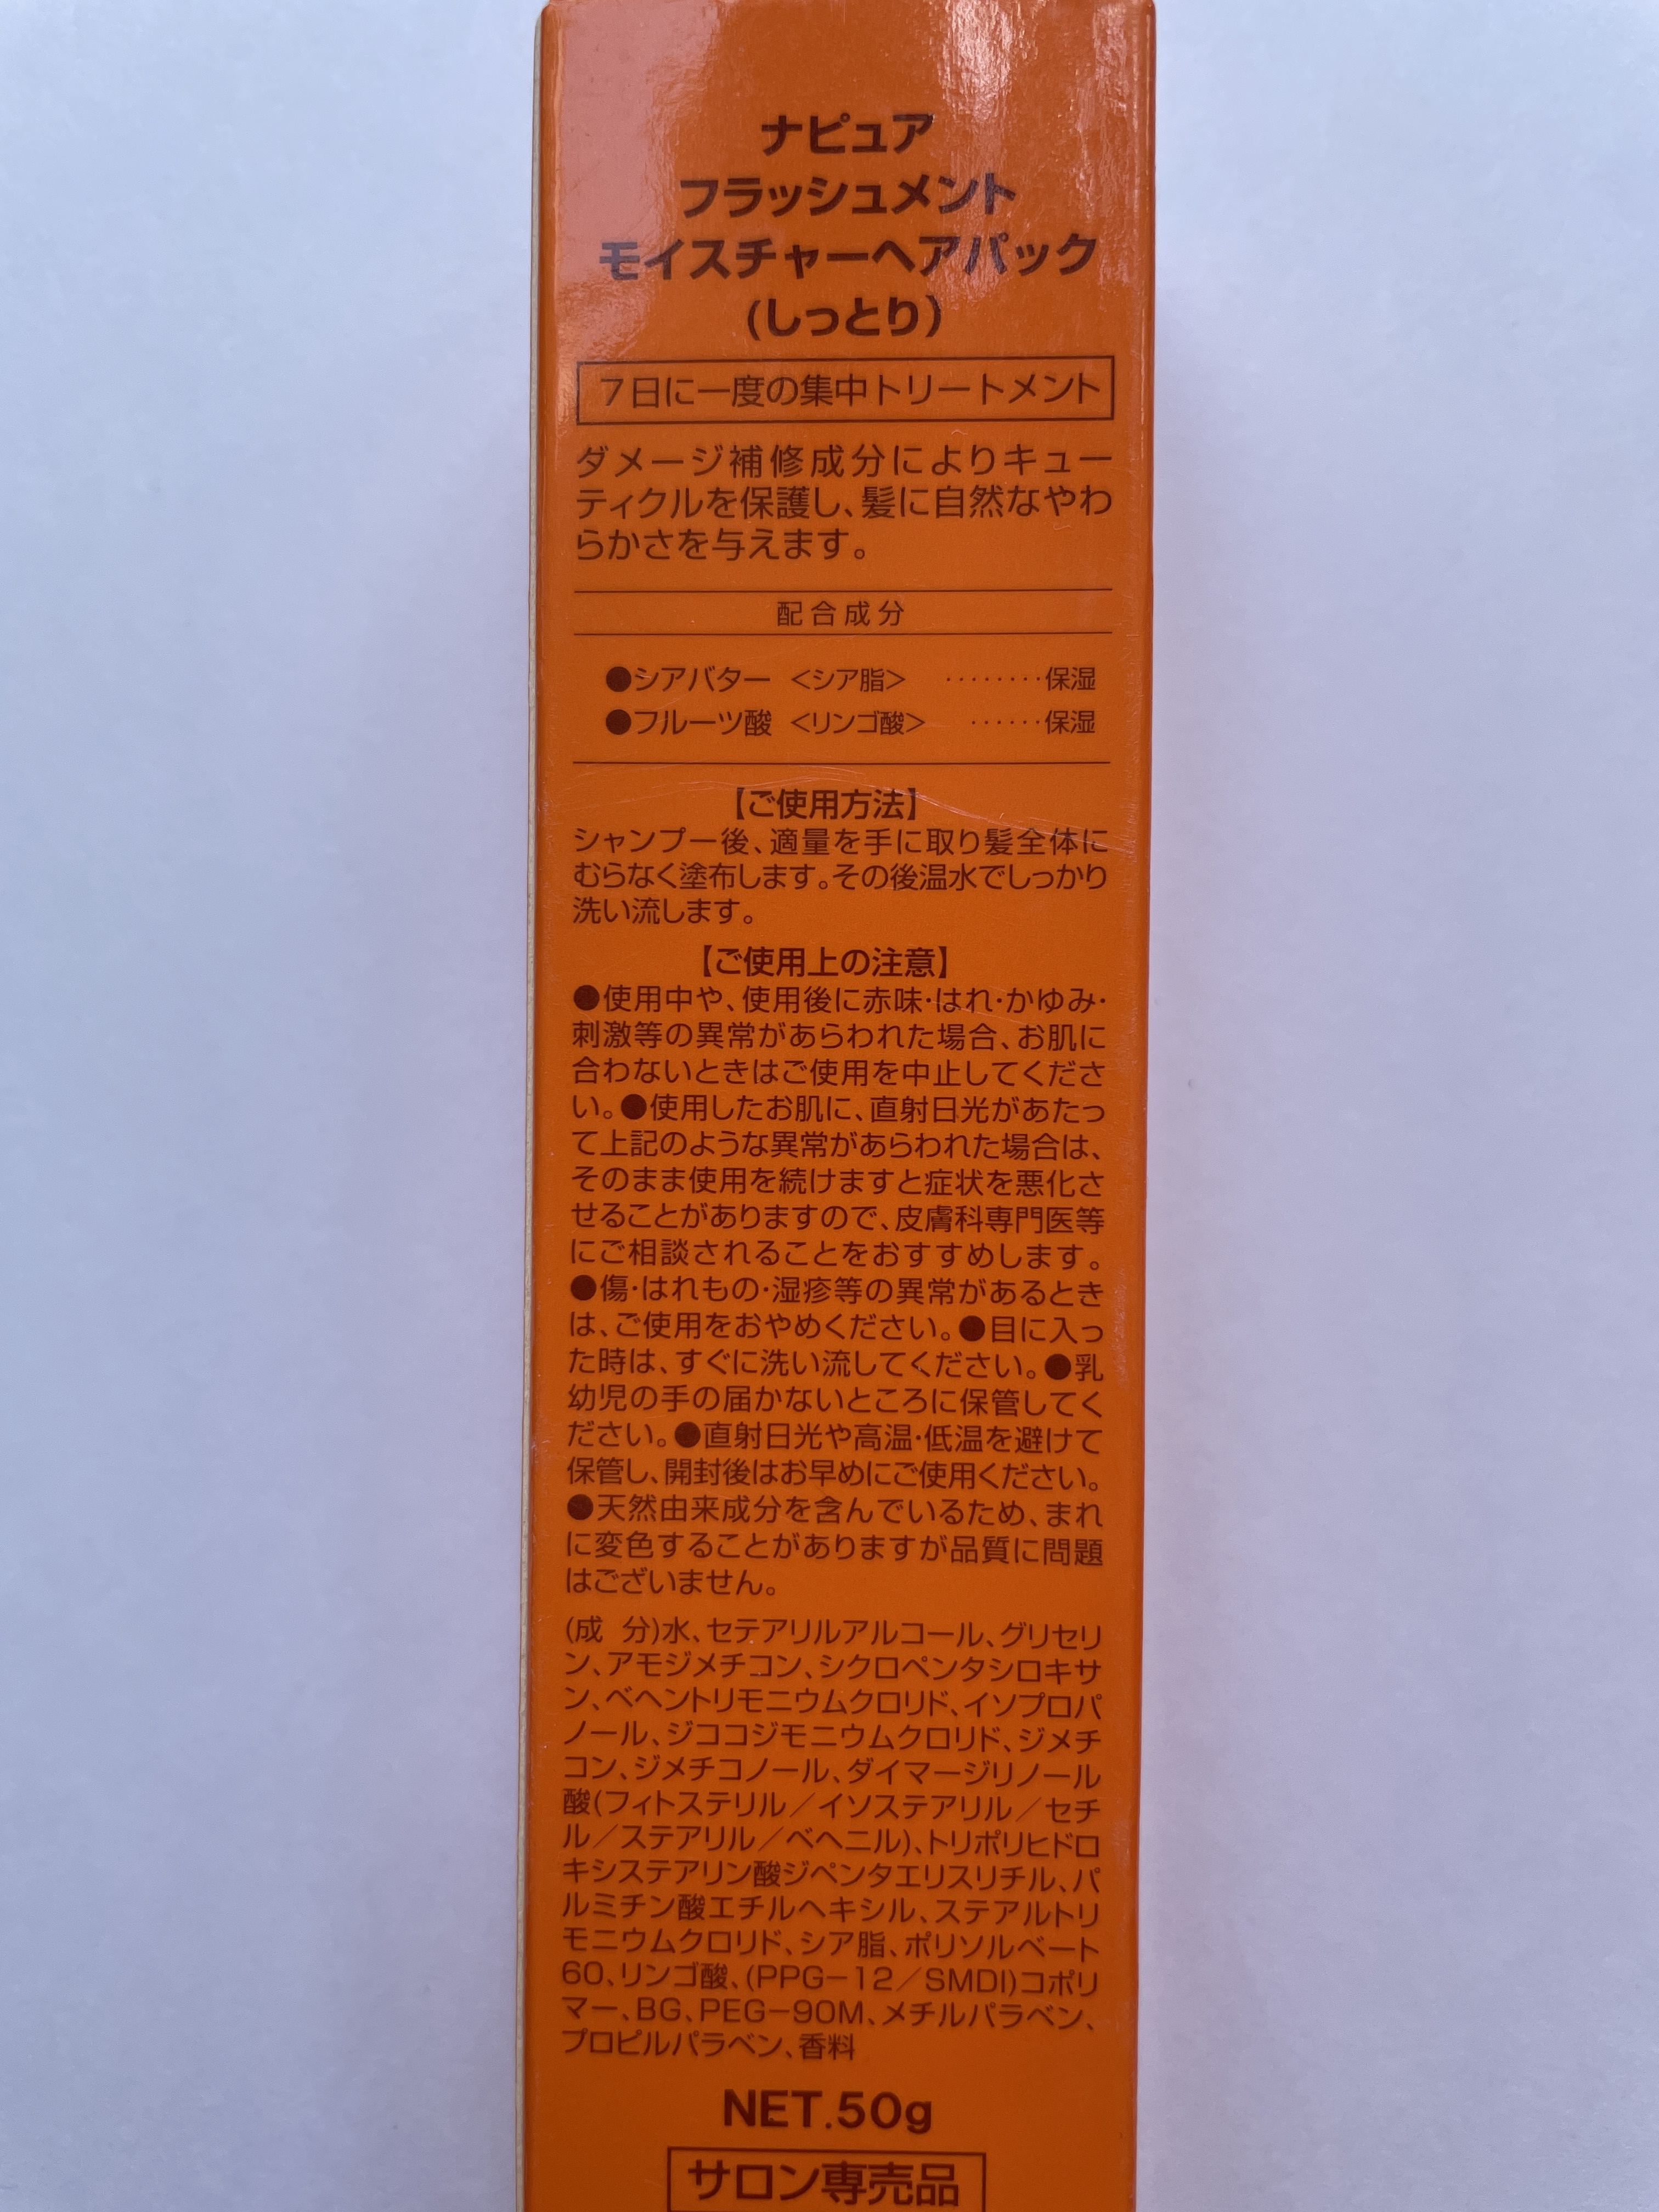 ナピュア
フラッシュメント
モイスチャーヘアパック
(しっとり)
7日に一度の集中トリートメント
ダメージ補修成分によりキュー
ティクルを保護し、髪に自然なやわ
らかさを与えます。
配合成分
●シアバター <シア脂> ········保湿
●フルーツ酸 <リンゴ酸> ······保湿
【ご使用方法】
シャンプー後、適量を手に取り髪全体に
むらなく塗布します。その後温水でしっかり
洗い流します。
【ご使用上の注意】
●使用中や、使用後に赤味・はれ・かゆみ・
刺激等の異常があらわれた場合、お肌に
合わないときはご使用を中止してくださ
い。●使用したお肌に、直射日光があたっ
て上記のような異常があらわれた場合は、
そのまま使用を続けますと症状を悪化さ
せることがありますので、皮膚科専門医等
にご相談されることをおすすめします。
●傷・はれもの・湿疹等の異常があるとき
は、ご使用をおやめください。●目に入っ
た時は、すぐに洗い流してください。●乳
幼児の手の届かないところに保管してく
ださい。●直射日光や高温・低温を避けて
保管し、開封後はお早めにご使用ください。
●天然由来成分を含んでいるため、まれ
に変色することがありますが品質に問題
はございません。
(成 分)水、セテアリルアルコール、グリセリ
ン、アモジメチコン、シクロペンタシロキサ
ン、ベヘントリモニウムクロリド、イソプロパ
ノール、ジココジモニウムクロリド、ジメチ
コン、ジメチコノール、ダイマージリノール
酸(フィトステリル/イソステアリル/セチ
ル/ステアリル/ベヘニル)、トリポリヒドロ
キシステアリン酸ジペンタエリスリチル、パ
ルミチン酸エチルヘキシル、ステアルトリ
モニウムクロリド、シア脂、ポリソルベート
60、リンゴ酸、(PPG−12/SMDI)コポリ
マー、BG、PEG−90M、メチルパラベン、
プロピルパラベン、香料
NET.50g
サロン専売品